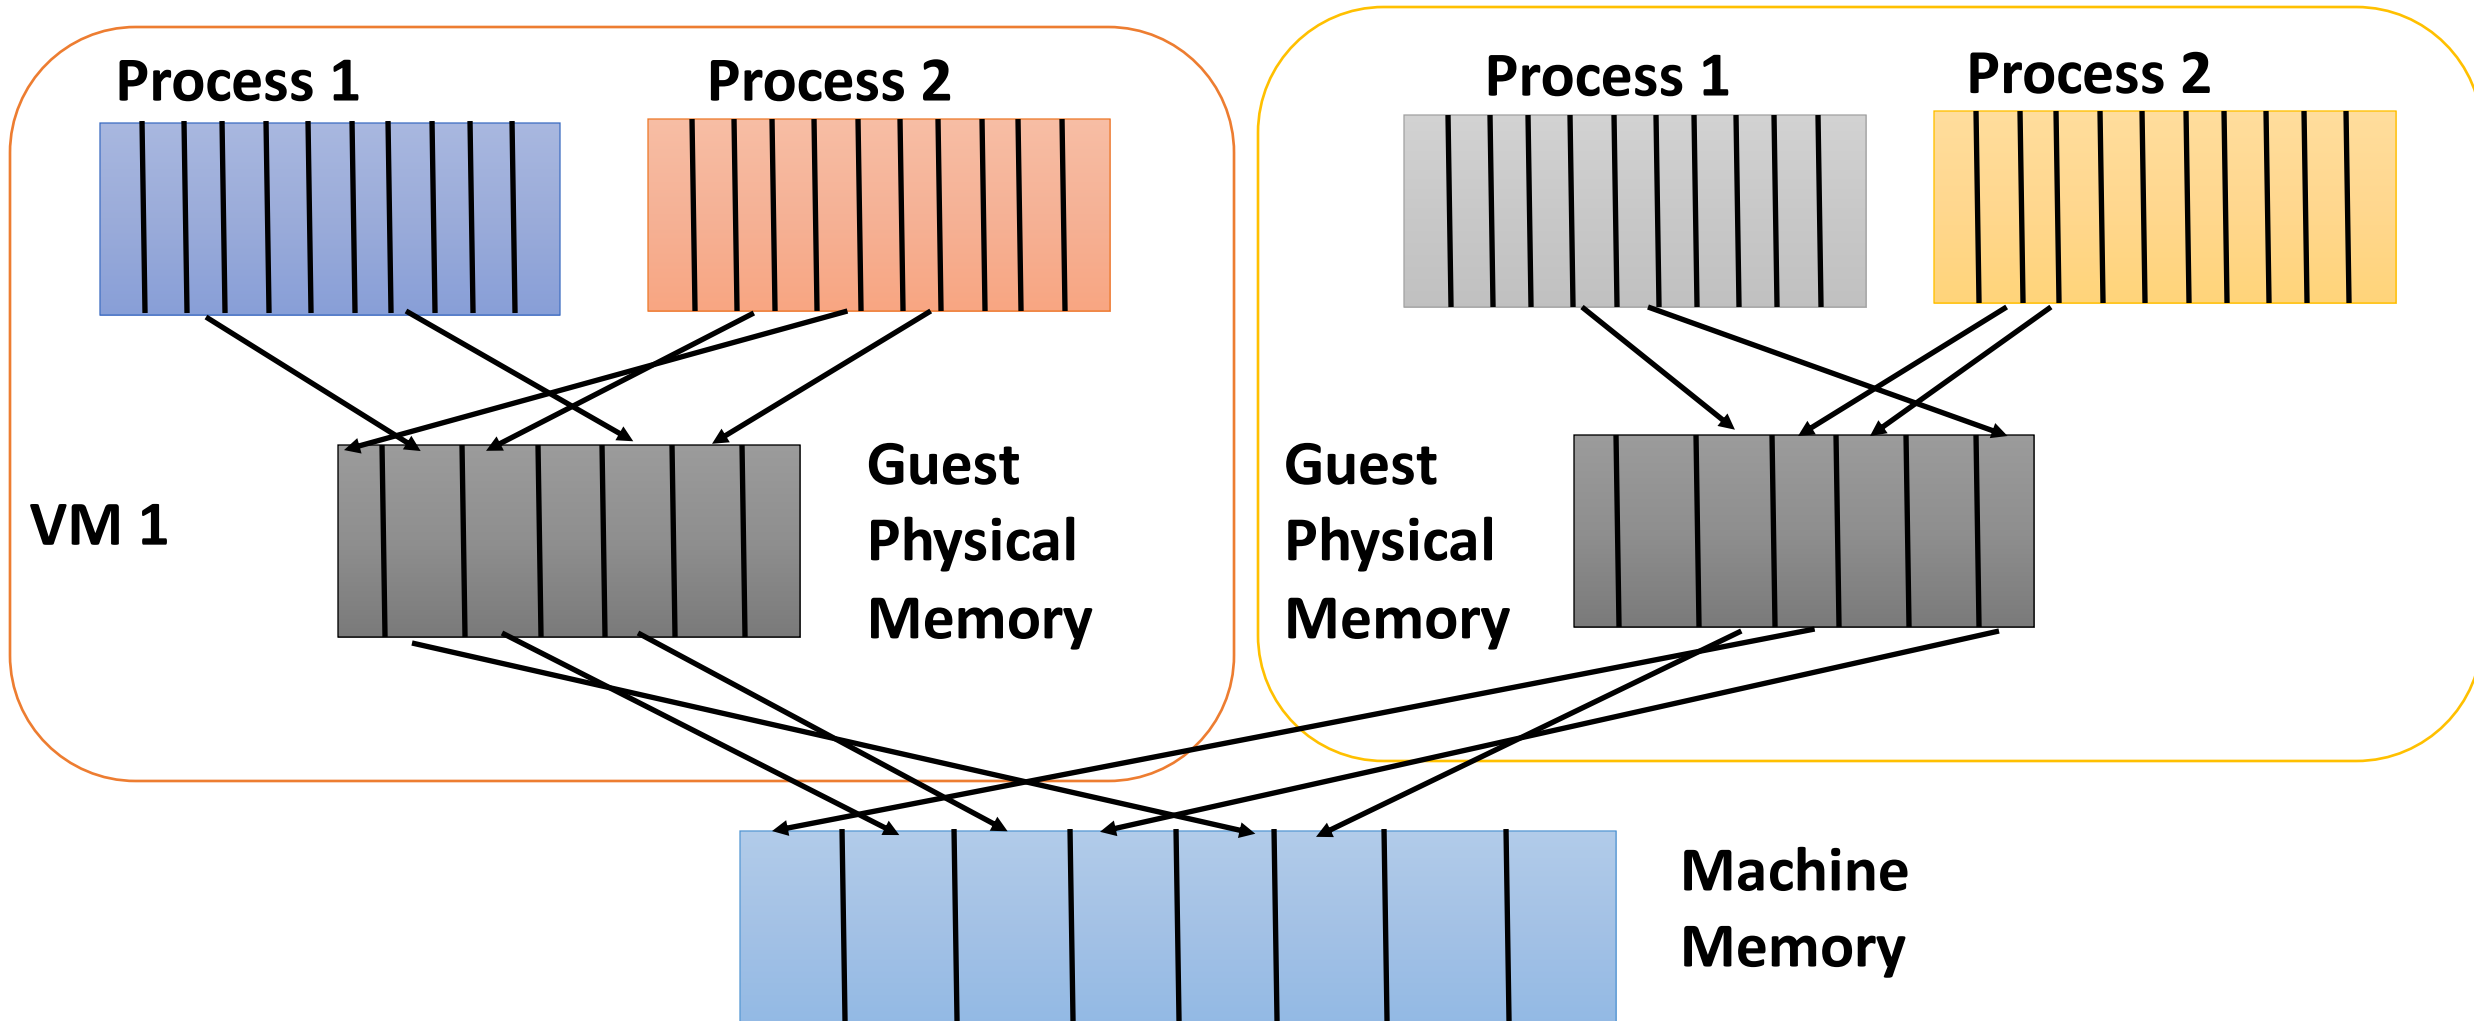 Process 1
Process 2
Process 1
Process 2
VM 1
Guest
Physical
Memory
Guest
Physical
Memory
Machine
Memory